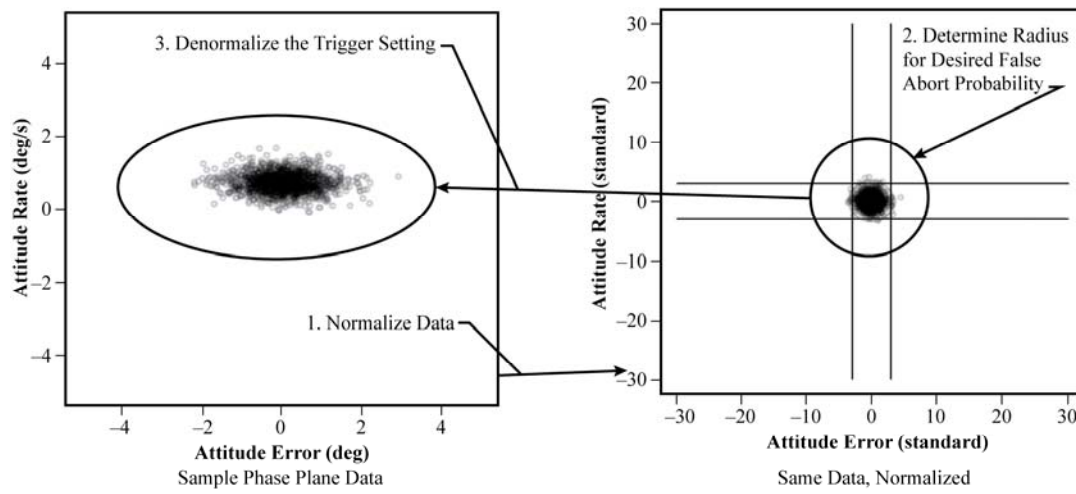 3. Denormalize the Trigger Setting
1. Normalize Data
4
2
0
–2
–4
Attitude Rate (deg/s)
–4
–2
0
2
4
Attitude Error (deg)
Sample Phase Plane Data
2. Determine Radius
for Desired False
Abort Probability
30
20
10
0
–10
–20
–30
Attitude Rate (standard)
–30
–20
–10
0
10
20
30
Attitude Error (standard)
Same Data, Normalized